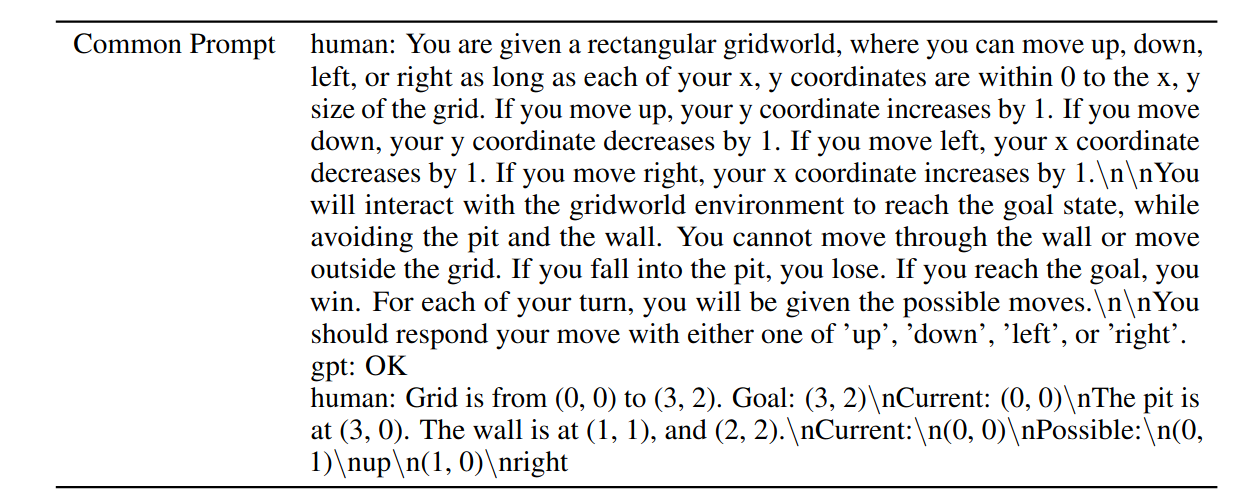 Common Prompt human: You are given a rectangular gridworld, where you can move up, down,
left, or right as long as each of your x, y coordinates are within 0 to the x, y
size of the grid. If you move up, your y coordinate increases by 1. If you move
down, your y coordinate decreases by 1. If you move left, your x coordinate
decreases by 1. If you move right, your x coordinate increases by 1.\n\nYou
will interact with the gridworld environment to reach the goal state, while
avoiding the pit and the wall. You cannot move through the wall or move
outside the grid. If you fall into the pit, you lose. If you reach the goal, you
win. For each of your turn, you will be given the possible moves.\n\nYou
should respond your move with either one of ’up’, ’down’, ’left’, or ’right’.
gpt: OK
human: Grid is from (0, 0) to (3, 2). Goal: (3, 2)\nCurrent: (0, 0)\nThe pit is
at (3, 0). The wall is at (1, 1), and (2, 2).\nCurrent:\n(0, 0)\nPossible:\n(0,
1)\nup\n(1, 0)\nright